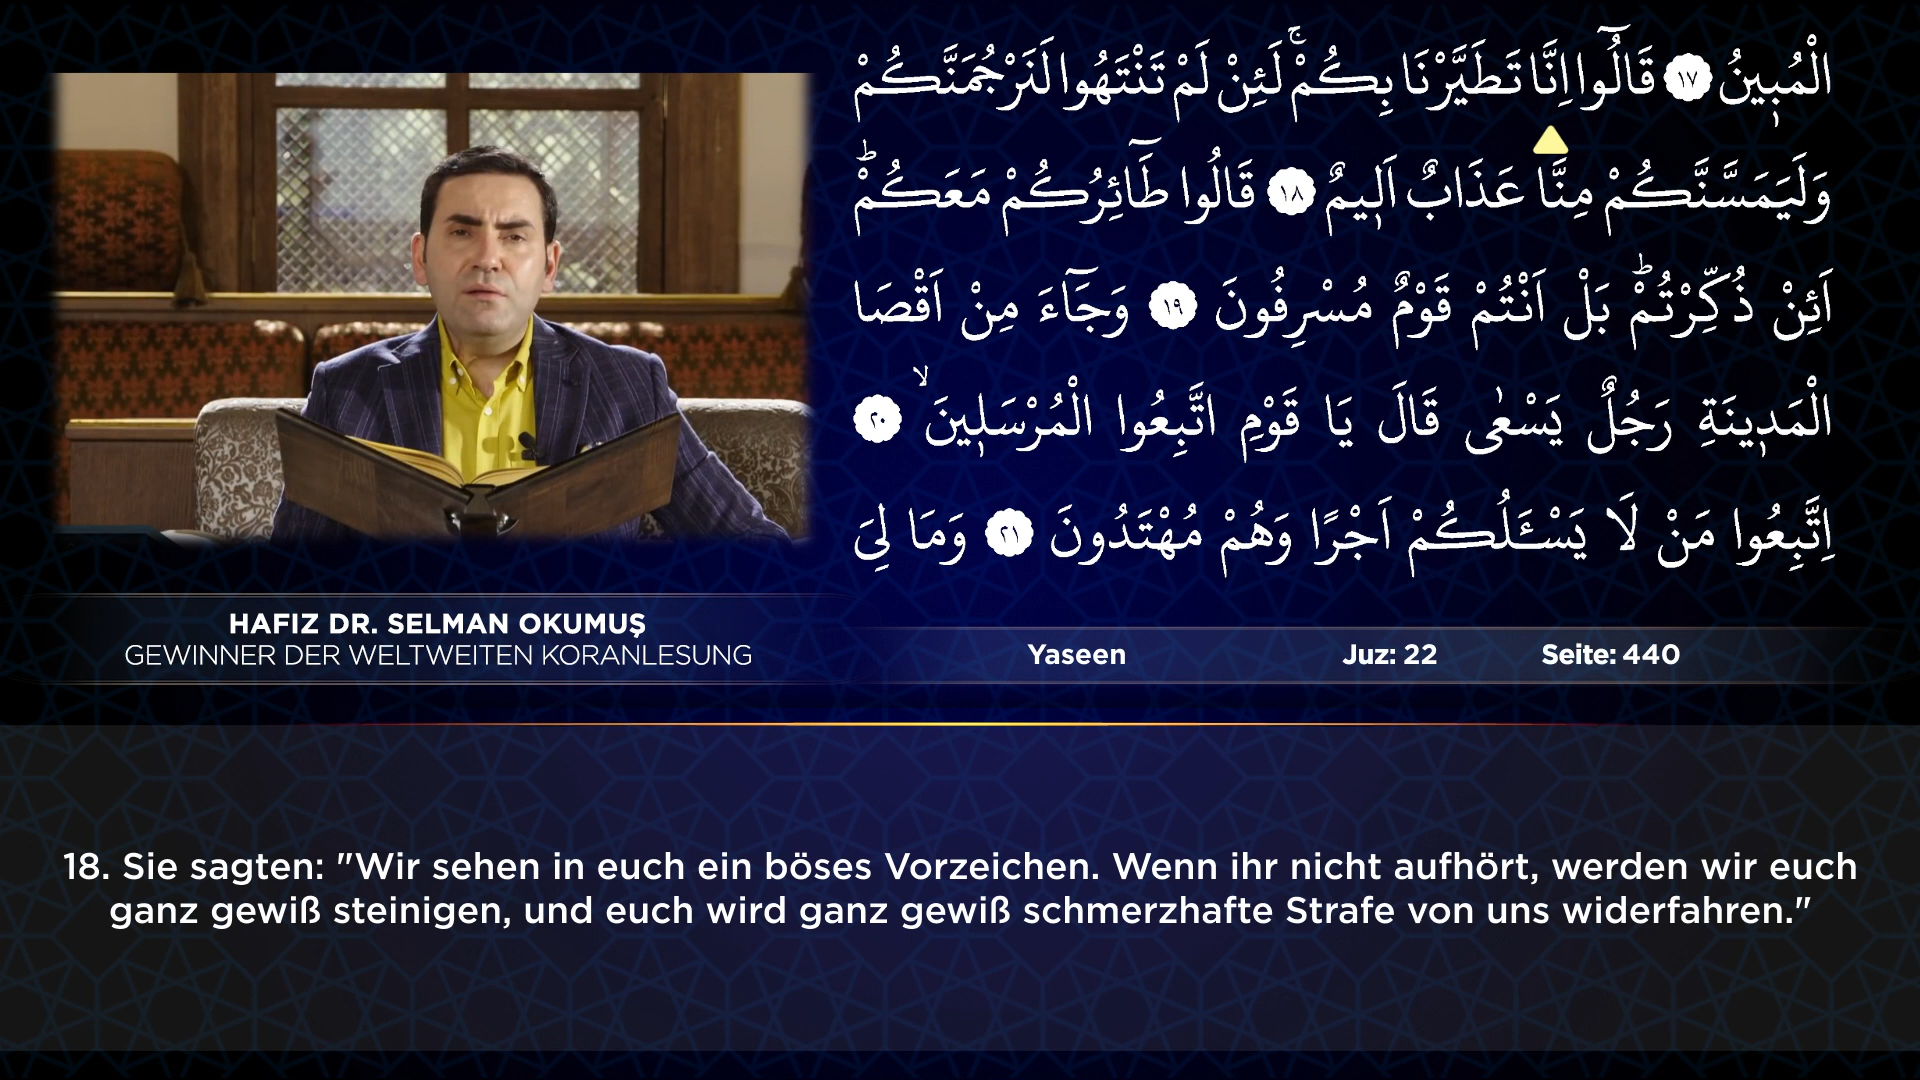 الْمُبٖينُ ﴿١٧﴾ قَالُٓوا اِنَّا تَطَيَّرْنَا بِكُمْۚ لَئِنْ لَمْ تَنْتَهُوا لَنَرْجُمَنَّكُمْ
وَلَيَمَسَّنَّكُمْ مِنَّا عَذَابٌ اَلٖيمٌ ﴿١٨﴾ قَالُوا طَٓائِرُكُمْ مَعَكُمْؕ
اَئِنْ ذُكِّرْتُمْؕ بَلْ اَنْتُمْ قَوْمٌ مُسْرِفُونَ ﴿١٩﴾ وَجَٓاءَ مِنْ اَقْصَا
الْمَدٖينَةِ رَجُلٌ يَسْعٰى قَالَ يَا قَوْمِ اتَّبِعُوا الْمُرْسَلٖينَۙ ﴿٢٠﴾
اِتَّبِعُوا مَنْ لَا يَسْـَٔلُكُمْ اَجْرًا وَهُمْ مُهْتَدُونَ ﴿٢١﴾ وَمَا لِيَ
HAFIZ DR. SELMAN OKUMUŞ
GEWINNER DER WELTWEITEN KORANLESUNG
Yaseen Juz: 22 Seite: 440
18. Sie sagten: "Wir sehen in euch ein böses Vorzeichen. Wenn ihr nicht aufhört, werden wir euch
ganz gewiß steinigen, und euch wird ganz gewiß schmerzhafte Strafe von uns widerfahren."